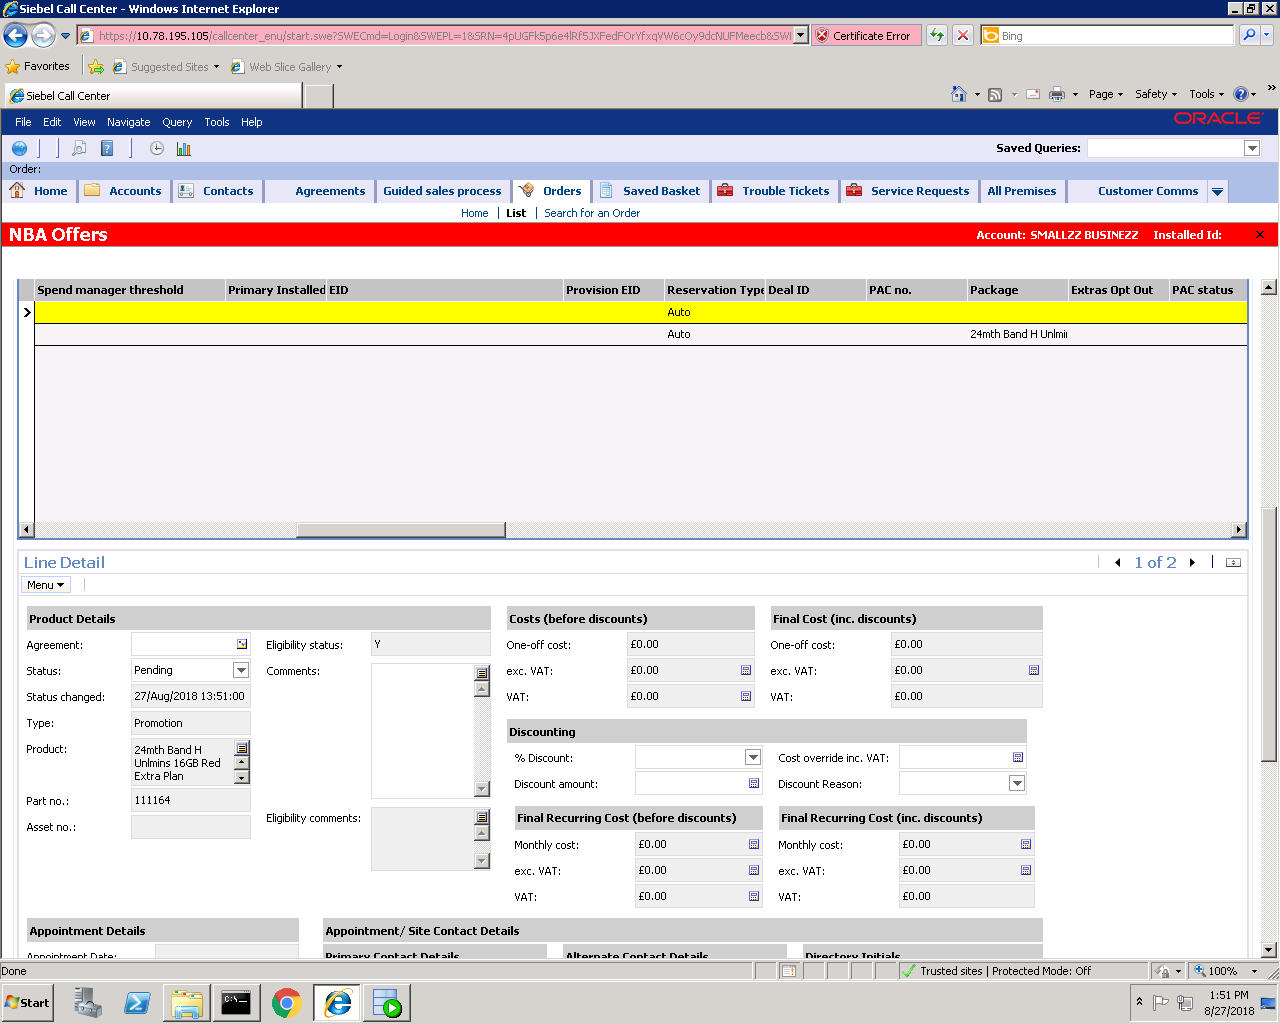 Siebel Call Center - Windows Internet Explorer
https://10.78.195.105/callcenter_enu/start.swe?SWECmd=Login&SWEPL=1&SRN=4pUGFk5p6e4lRf5JXFedFOrYfxqVW6cOy9dcNUFMeecb&SWI
Certificate Error
Bing
Favorites
Suggested Sites
Web Slice Gallery
Siebel Call Center
Page
Safety
Tools
File Edit View Navigate Query Tools Help
ORACLE
Saved Queries:
Order:
Home
Accounts
Contacts
Agreements
Guided sales process
Orders
Saved Basket
Trouble Tickets
Service Requests
All Premises
Customer Comms
Home | List | Search for an Order
NBA Offers
Account: SMALLZZ BUSINEZZ Installed Id:
Spend manager threshold Primary Installed EID Provision EID Reservation Type Deal ID PAC no. Package Extras Opt Out PAC status
Auto
Auto 24mth Band H Unlmi
Line Detail
1 of 2
Menu
Product Details
Agreement:
Eligibility status: Y
Status: Pending
Comments:
Status changed: 27/Aug/2018 13:51:00
Type: Promotion
Product: 24mth Band H
Unlmins 16GB Red
Extra Plan
Part no.: 111164
Asset no.:
Eligibility comments:
Costs (before discounts)
One-off cost: £0.00
exc. VAT: £0.00
VAT: £0.00
Final Cost (inc. discounts)
One-off cost: £0.00
exc. VAT: £0.00
VAT: £0.00
Discounting
% Discount:
Cost override inc. VAT:
Discount amount:
Discount Reason:
Final Recurring Cost (before discounts)
Monthly cost: £0.00
exc. VAT: £0.00
VAT: £0.00
Final Recurring Cost (inc. discounts)
Monthly cost: £0.00
exc. VAT: £0.00
VAT: £0.00
Appointment Details
Appointment/ Site Contact Details
Appointment Date:
Primary Contact Details
Alternate Contact Details
Directory Initials
Done
Trusted sites | Protected Mode: Off
100%
Start
C:\
1:51 PM
8/27/2018